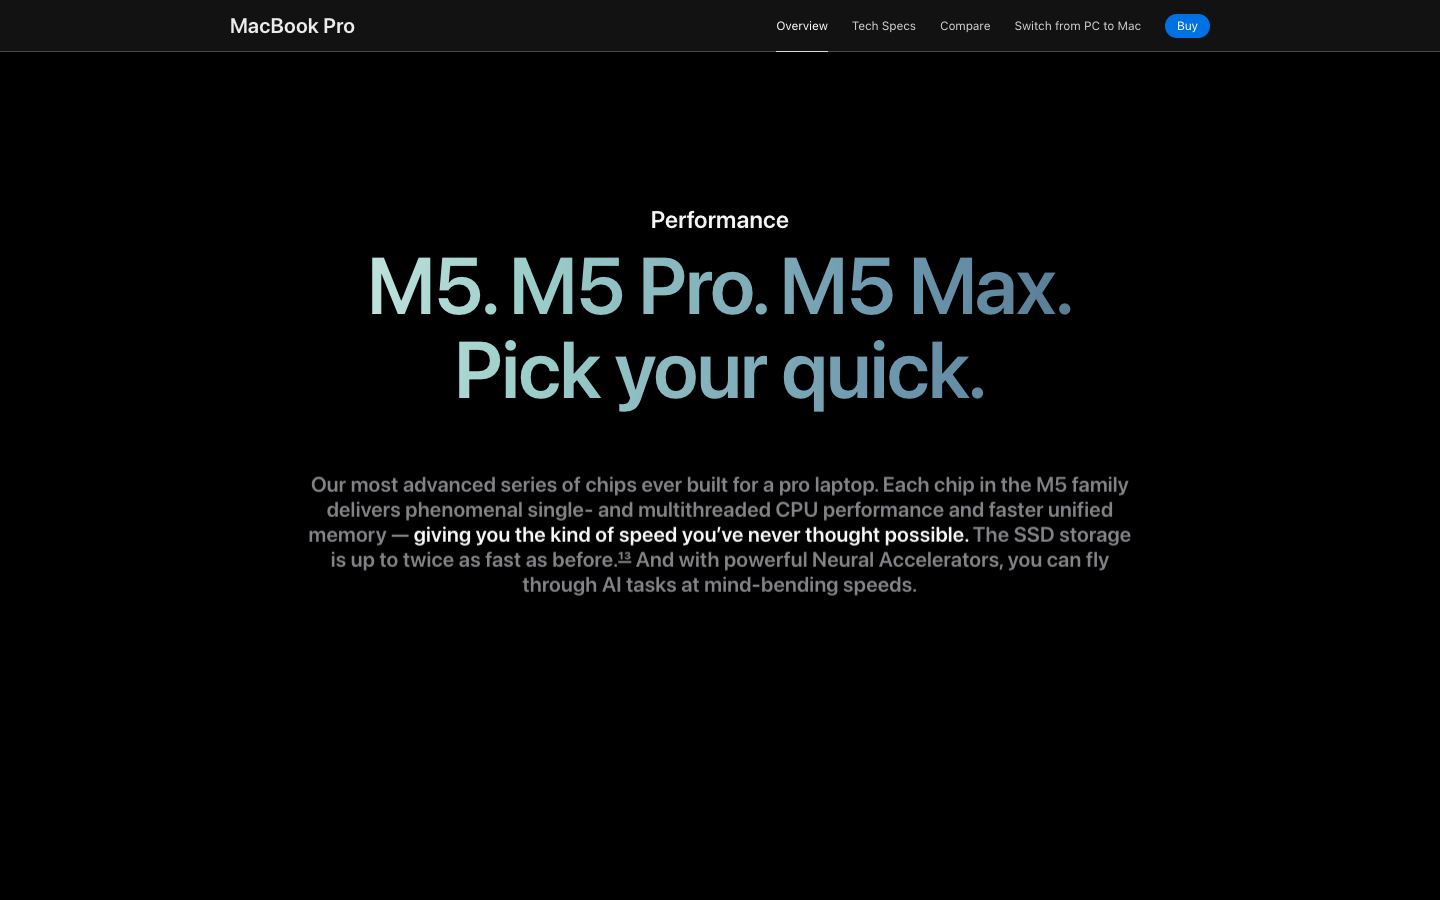 MacBook Pro
Overview
Tech Specs
Compare
Switch from PC to Mac
Buy
Performance
M5. M5 Pro. M5 Max.
Pick your quick.
Our most advanced series of chips ever built for a pro laptop. Each chip in the M5 family
delivers phenomenal single- and multithreaded CPU performance and faster unified
memory — giving you the kind of speed you’ve never thought possible. The SSD storage
is up to twice as fast as before.¹³ And with powerful Neural Accelerators, you can fly
through AI tasks at mind-bending speeds.